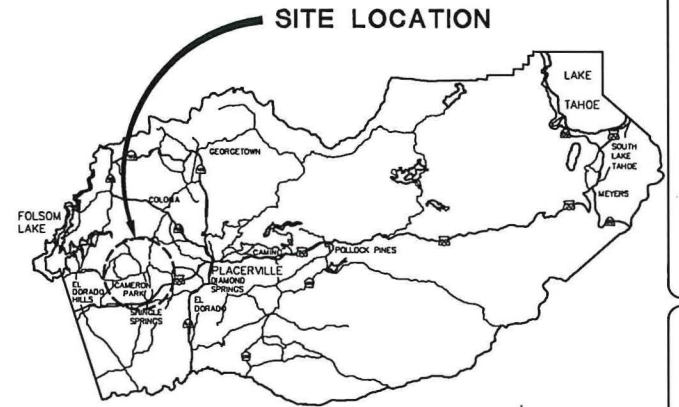 SITE LOCATION
LAKE
TAHOE
GEORGETOWN
SOUTH
LAKE
TAHOE
COLOMA
MEYERS
FOLSOM
LAKE
CAMINO
POLLOCK PINES
PLACERVILLE
DIAMOND
SPRINGS
EL
DORADO
HILLS
CAMERON
PARK
EL
DORADO
SHINGLE
SPRINGS